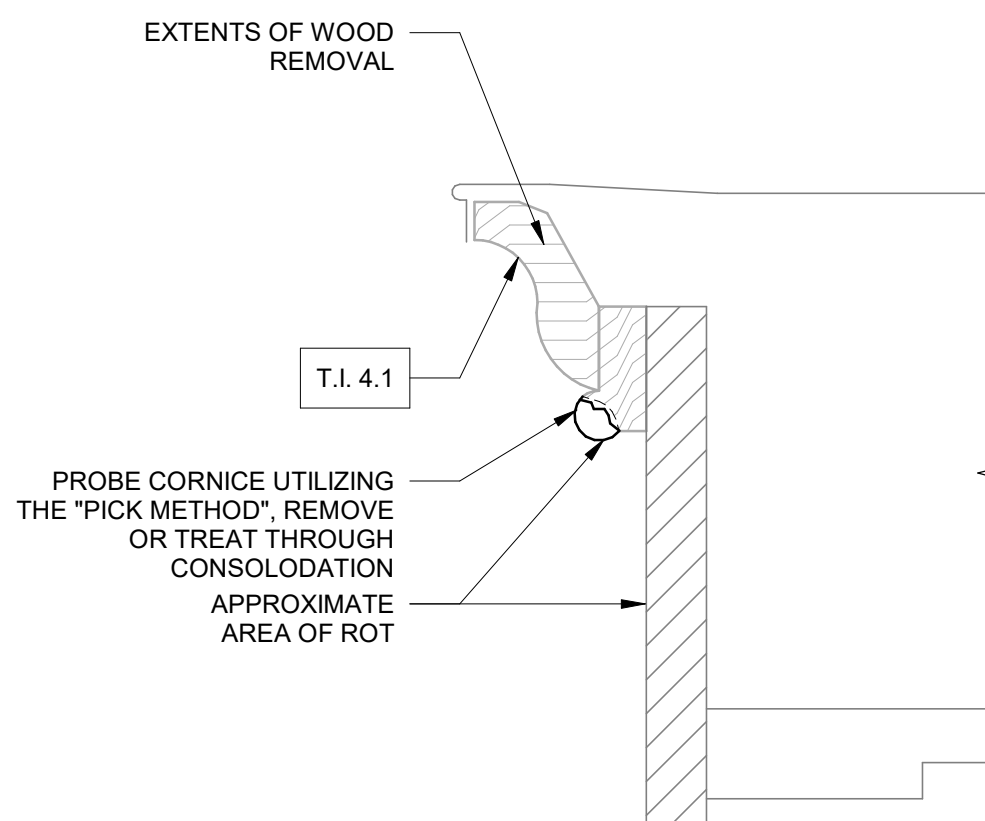 EXTENTS OF WOOD
REMOVAL
T.I. 4.1
PROBE CORNICE UTILIZING
THE "PICK METHOD", REMOVE
OR TREAT THROUGH
CONSOLODATION
APPROXIMATE
AREA OF ROT